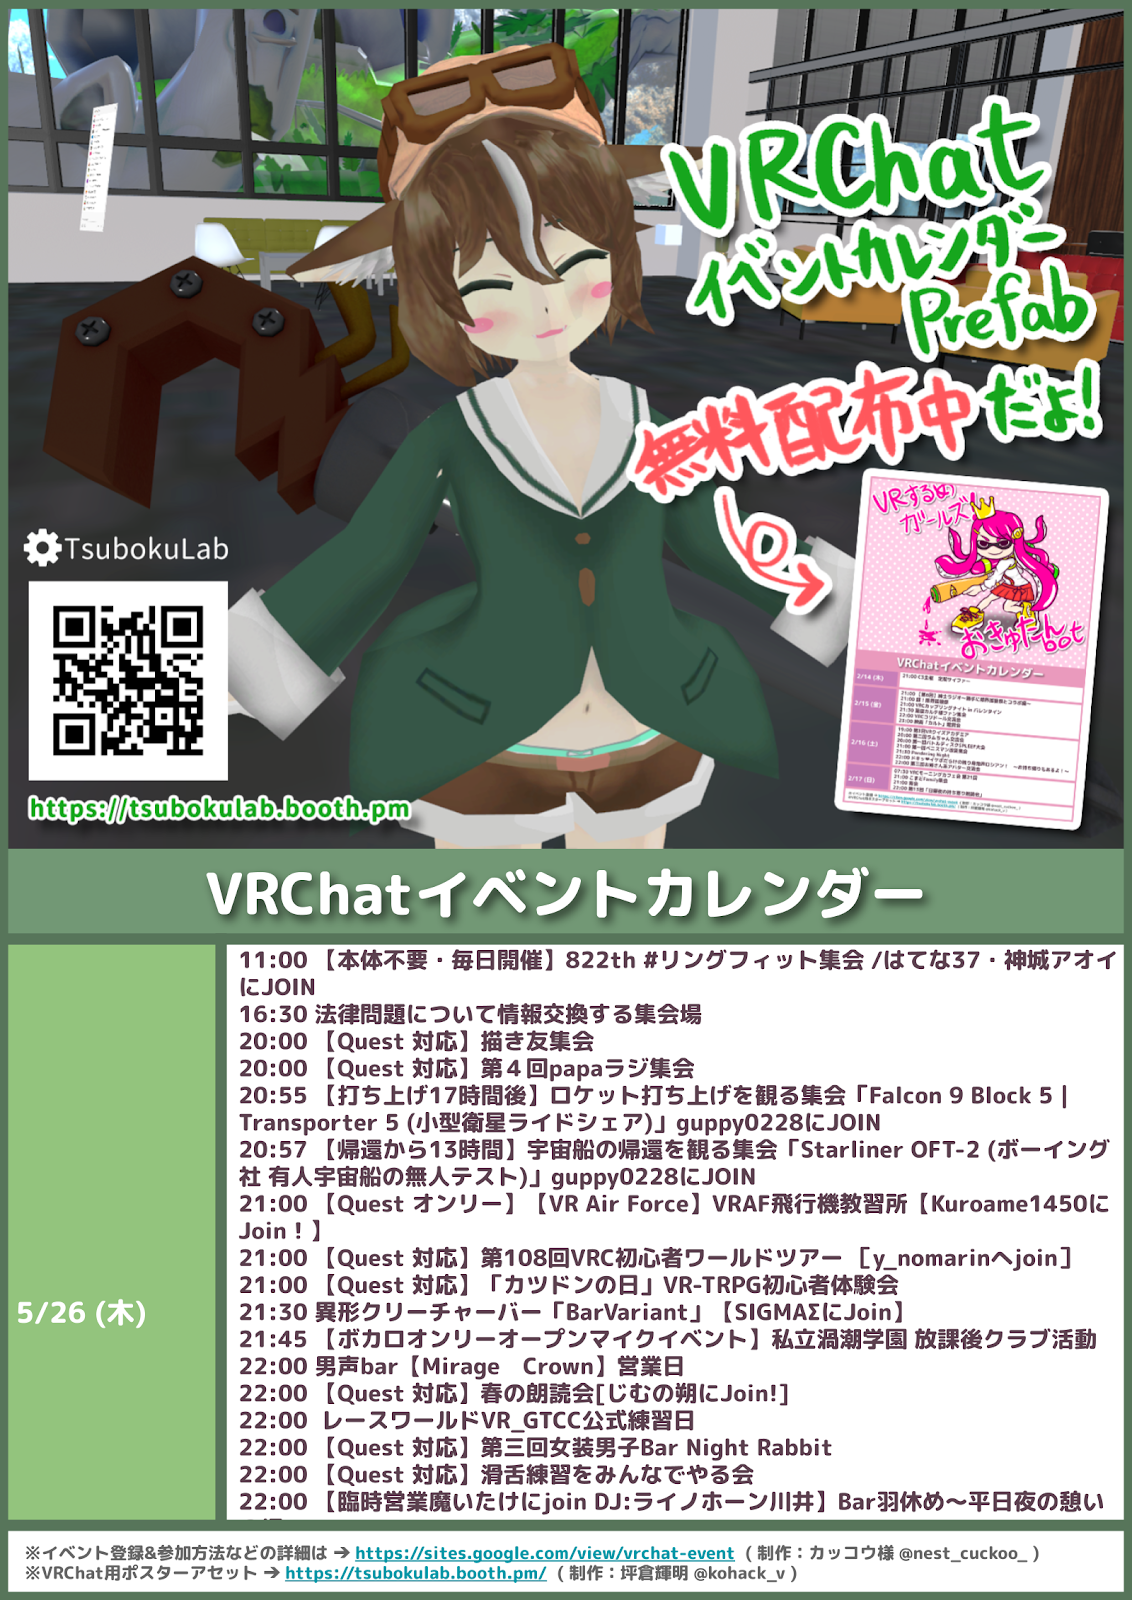 VRChat
イベントカレンダー
Prefab
無料配布中だよ!
VRするめ
ガールズ
おきゅたん
bot
VRChatイベントカレンダー
2/14 (木)
2/15 (金)
2/16 (土)
2/17 (日)
TsubokuLab
https://tsubokulab.booth.pm
VRChatイベントカレンダー
5/26 (木)
11:00 【本体不要・毎日開催】822th #リングフィット集会 /はてな37・神城アオイ
にJOIN
16:30 法律問題について情報交換する集会場
20:00 【Quest 対応】描き友集会
20:00 【Quest 対応】第４回papaラジ集会
20:55 【打ち上げ17時間後】ロケット打ち上げを観る集会「Falcon 9 Block 5 |
Transporter 5 (小型衛星ライドシェア)」guppy0228にJOIN
20:57 【帰還から13時間】宇宙船の帰還を観る集会「Starliner OFT-2 (ボーイング
社 有人宇宙船の無人テスト)」guppy0228にJOIN
21:00 【Quest オンリー】【VR Air Force】VRAF飛行機教習所【Kuroame1450に
Join！】
21:00 【Quest 対応】第108回VRC初心者ワールドツアー ［y_nomarinへjoin］
21:00 【Quest 対応】「カツドンの日」VR-TRPG初心者体験会
21:30 異形クリーチャーバー「BarVariant」【SIGMAΣにJoin】
21:45 【ボカロオンリーオープンマイクイベント】私立渦潮学園 放課後クラブ活動
22:00 男声bar【Mirage　Crown】営業日
22:00 【Quest 対応】春の朗読会[じむの朔にJoin!]
22:00 レースワールドVR_GTCC公式練習日
22:00 【Quest 対応】第三回女装男子Bar Night Rabbit
22:00 【Quest 対応】滑舌練習をみんなでやる会
22:00 【臨時営業魔いたけにjoin DJ:ライノホーン川井】Bar羽休め～平日夜の憩い
※イベント登録&参加方法などの詳細は ➔ https://sites.google.com/view/vrchat-event （ 制作：カッコウ様 @nest_cuckoo_ ）
※VRChat用ポスターアセット ➔ https://tsubokulab.booth.pm/ （ 制作：坪倉輝明 @kohack_v ）